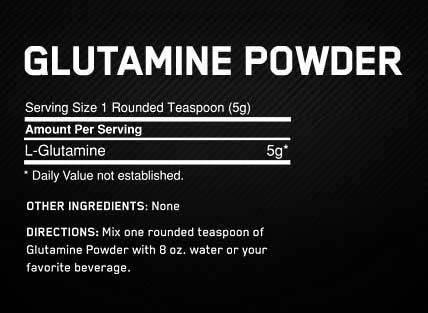 GLUTAMINE POWDER
Serving Size 1 Rounded Teaspoon (5g)
Amount Per Serving
L-Glutamine 5g*
* Daily Value not established.
OTHER INGREDIENTS: None
DIRECTIONS: Mix one rounded teaspoon of
Glutamine Powder with 8 oz. water or your
favorite beverage.